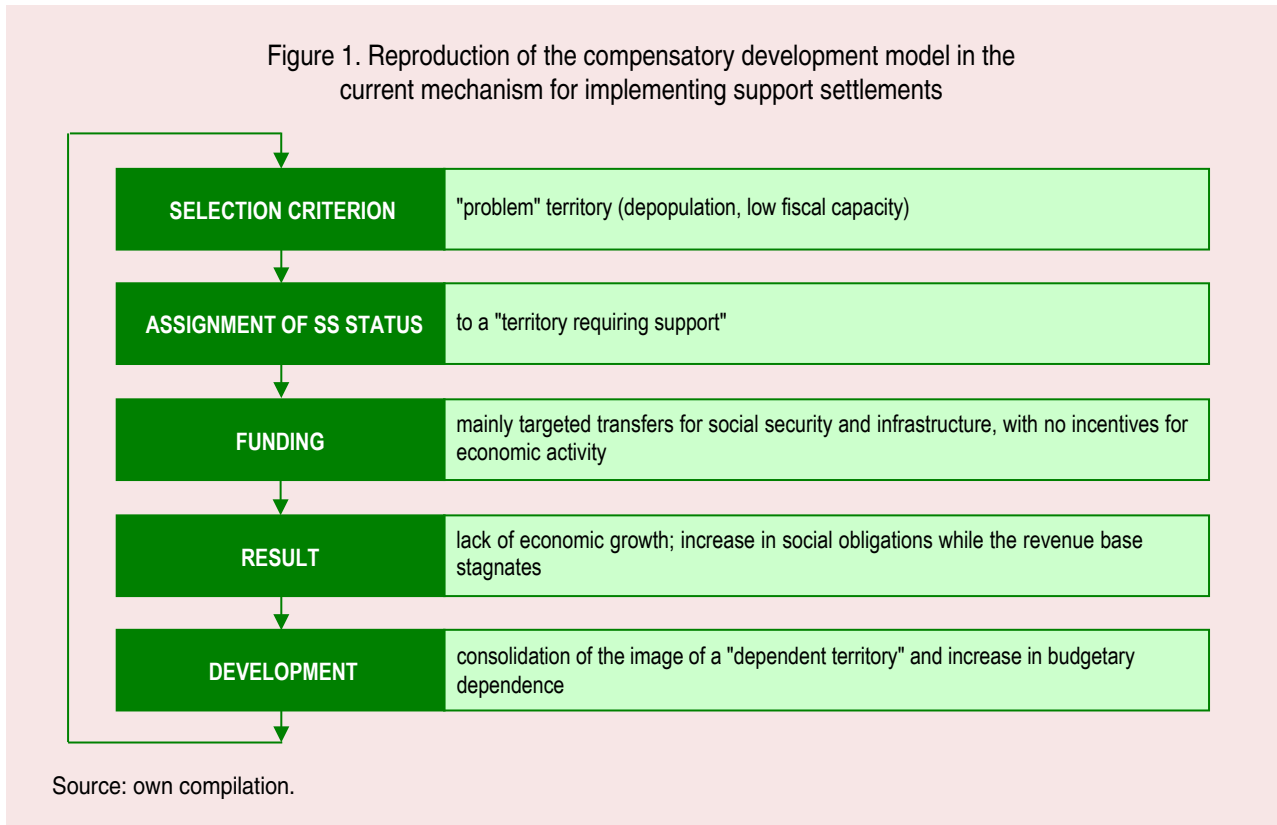 Figure 1. Reproduction of the compensatory development model in the
current mechanism for implementing support settlements
SELECTION CRITERION
"problem" territory (depopulation, low fiscal capacity)
ASSIGNMENT OF SS STATUS
to a "territory requiring support"
FUNDING
mainly targeted transfers for social security and infrastructure, with no incentives for
economic activity
RESULT
lack of economic growth; increase in social obligations while the revenue base
stagnates
DEVELOPMENT
consolidation of the image of a "dependent territory" and increase in budgetary
dependence
Source: own compilation.